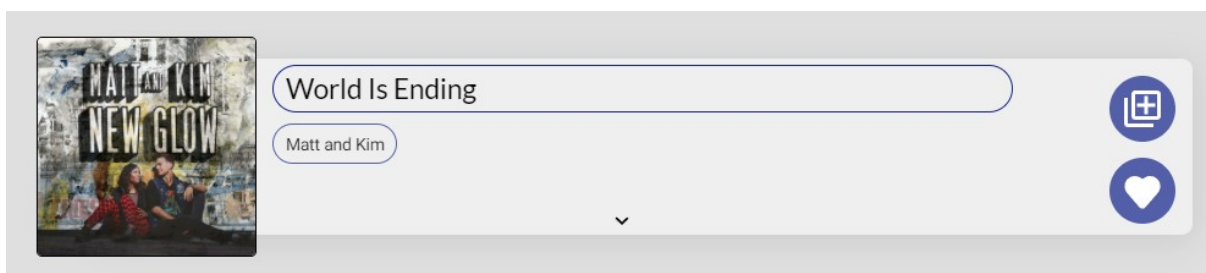 MATT AND KIM
NEW GLOW
World Is Ending
Matt and Kim